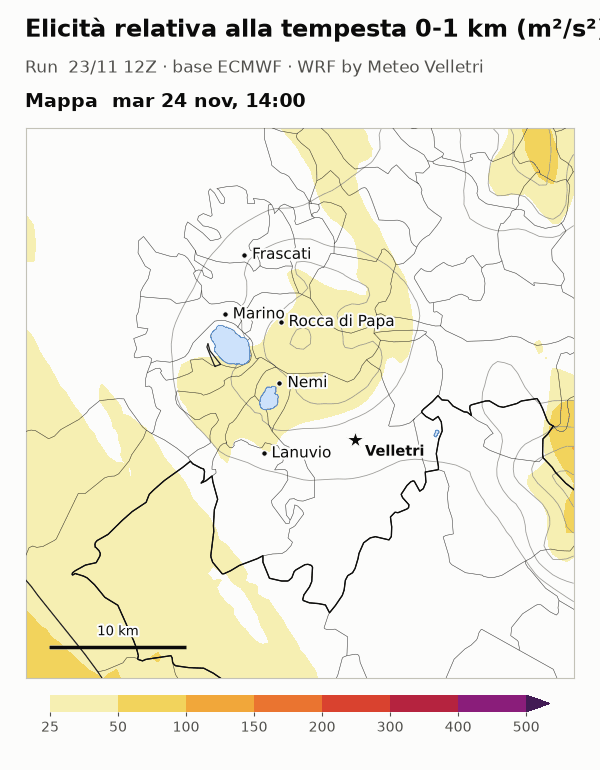 Elicità relativa alla tempesta 0-1 km (m²/s²)
Run 23/11 12Z · base ECMWF · WRF by Meteo Velletri
Mappa mar 24 nov, 14:00
Frascati
Marino
Rocca di Papa
Nemi
Velletri
Lanuvio
10 km
25 50 100 150 200 300 400 500